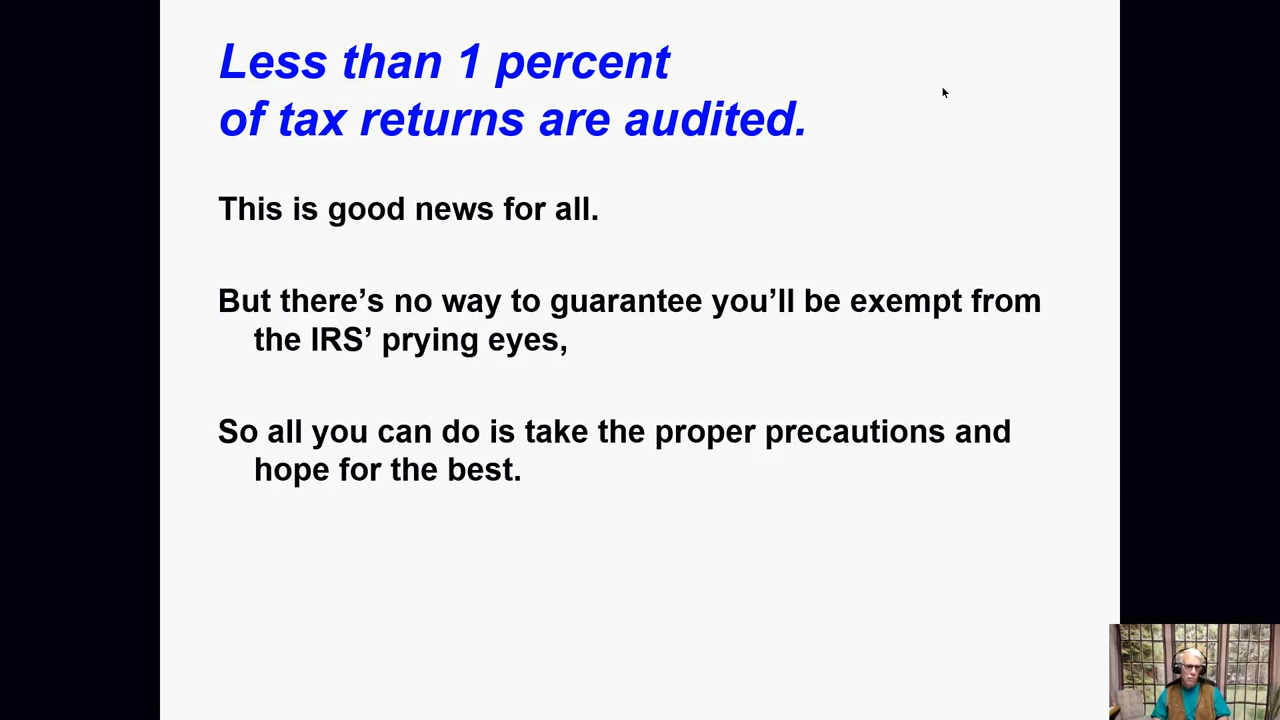 Less than 1 percent
of tax returns are audited.
This is good news for all.
But there’s no way to guarantee you’ll be exempt from
the IRS’ prying eyes,
So all you can do is take the proper precautions and
hope for the best.